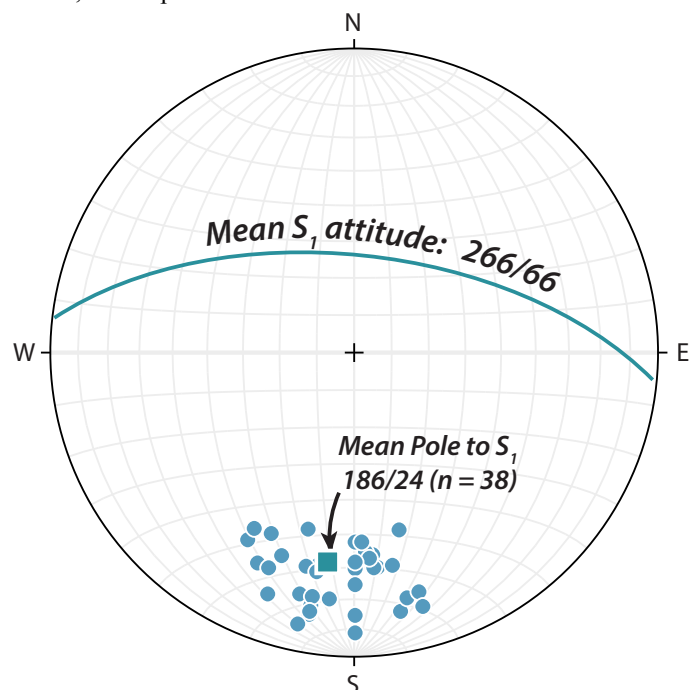 N
Mean S1 attitude: 266/66
W
E
Mean Pole to S1
186/24 (n = 38)
S